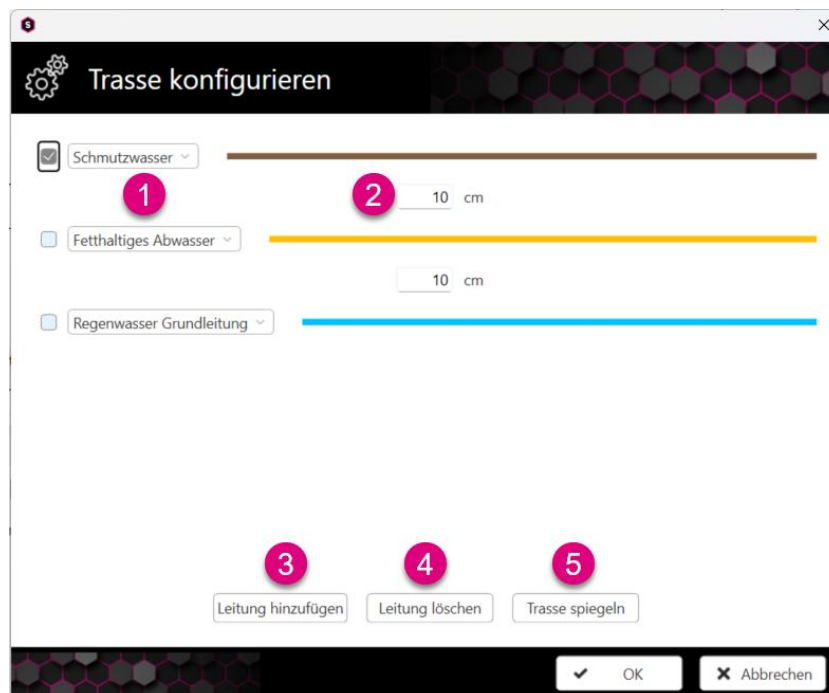 S
Trasse konfigurieren
Schmutzwasser
1
2
10 cm
Fetthaltiges Abwasser
10 cm
Regenwasser Grundleitung
3 4 5
Leitung hinzufügen Leitung löschen Trasse spiegeln
OK Abbrechen